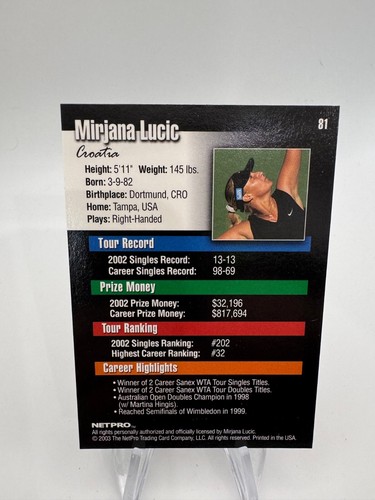 Mirjana Lucic
81
Croatia
Height: 5'11" Weight: 145 lbs.
Born: 3-9-82
Birthplace: Dortmund, CRO
Home: Tampa, USA
Plays: Right-Handed
Tour Record
2002 Singles Record: 13-13
Career Singles Record: 98-69
Prize Money
2002 Prize Money: $32,196
Career Prize Money: $817,694
Tour Ranking
2002 Singles Ranking: #202
Highest Career Ranking: #32
Career Highlights
• Winner of 2 Career Sanex WTA Tour Singles Titles.
• Winner of 2 Career Sanex WTA Tour Doubles Titles.
• Australian Open Doubles Champion in 1998
(w/ Martina Hingis).
• Reached Semifinals of Wimbledon in 1999.
NETPRO™
All rights personally authorized and officially licensed by Mirjana Lucic.
© 2003 The NetPro Trading Card Company, LLC. All rights reserved. Printed in the USA.